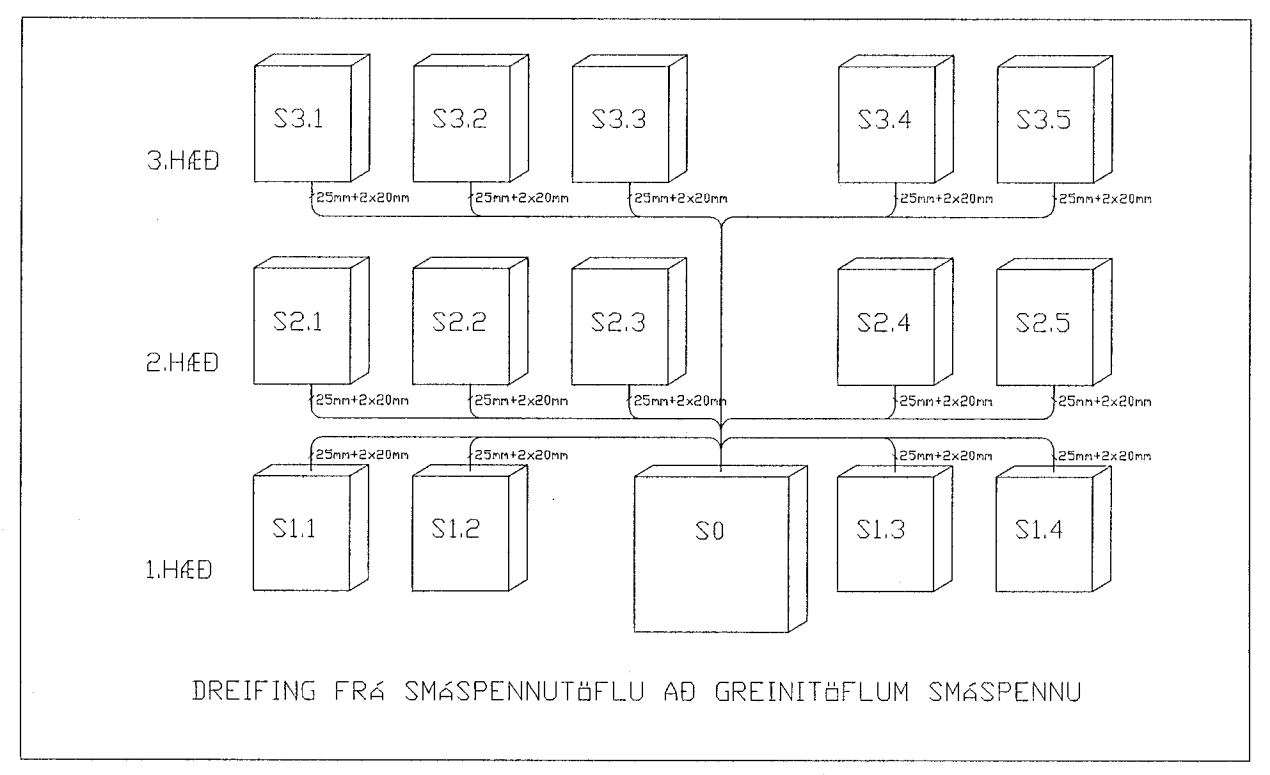 S3.1 S3.2 S3.3 S3.4 S3.5
3.HÆÐ
25mm+2x20mm 25mm+2x20mm 25mm+2x20mm 25mm+2x20mm 25mm+2x20mm
S2.1 S2.2 S2.3 S2.4 S2.5
2.HÆÐ
25mm+2x20mm 25mm+2x20mm 25mm+2x20mm 25mm+2x20mm 25mm+2x20mm
25mm+2x20mm 25mm+2x20mm 25mm+2x20mm 25mm+2x20mm
S1.1 S1.2 S0 S1.3 S1.4
1.HÆÐ
DREIFING FRÁ SMÁSPENNUTÖFLU AÐ GREINITÖFLUM SMÁSPENNU